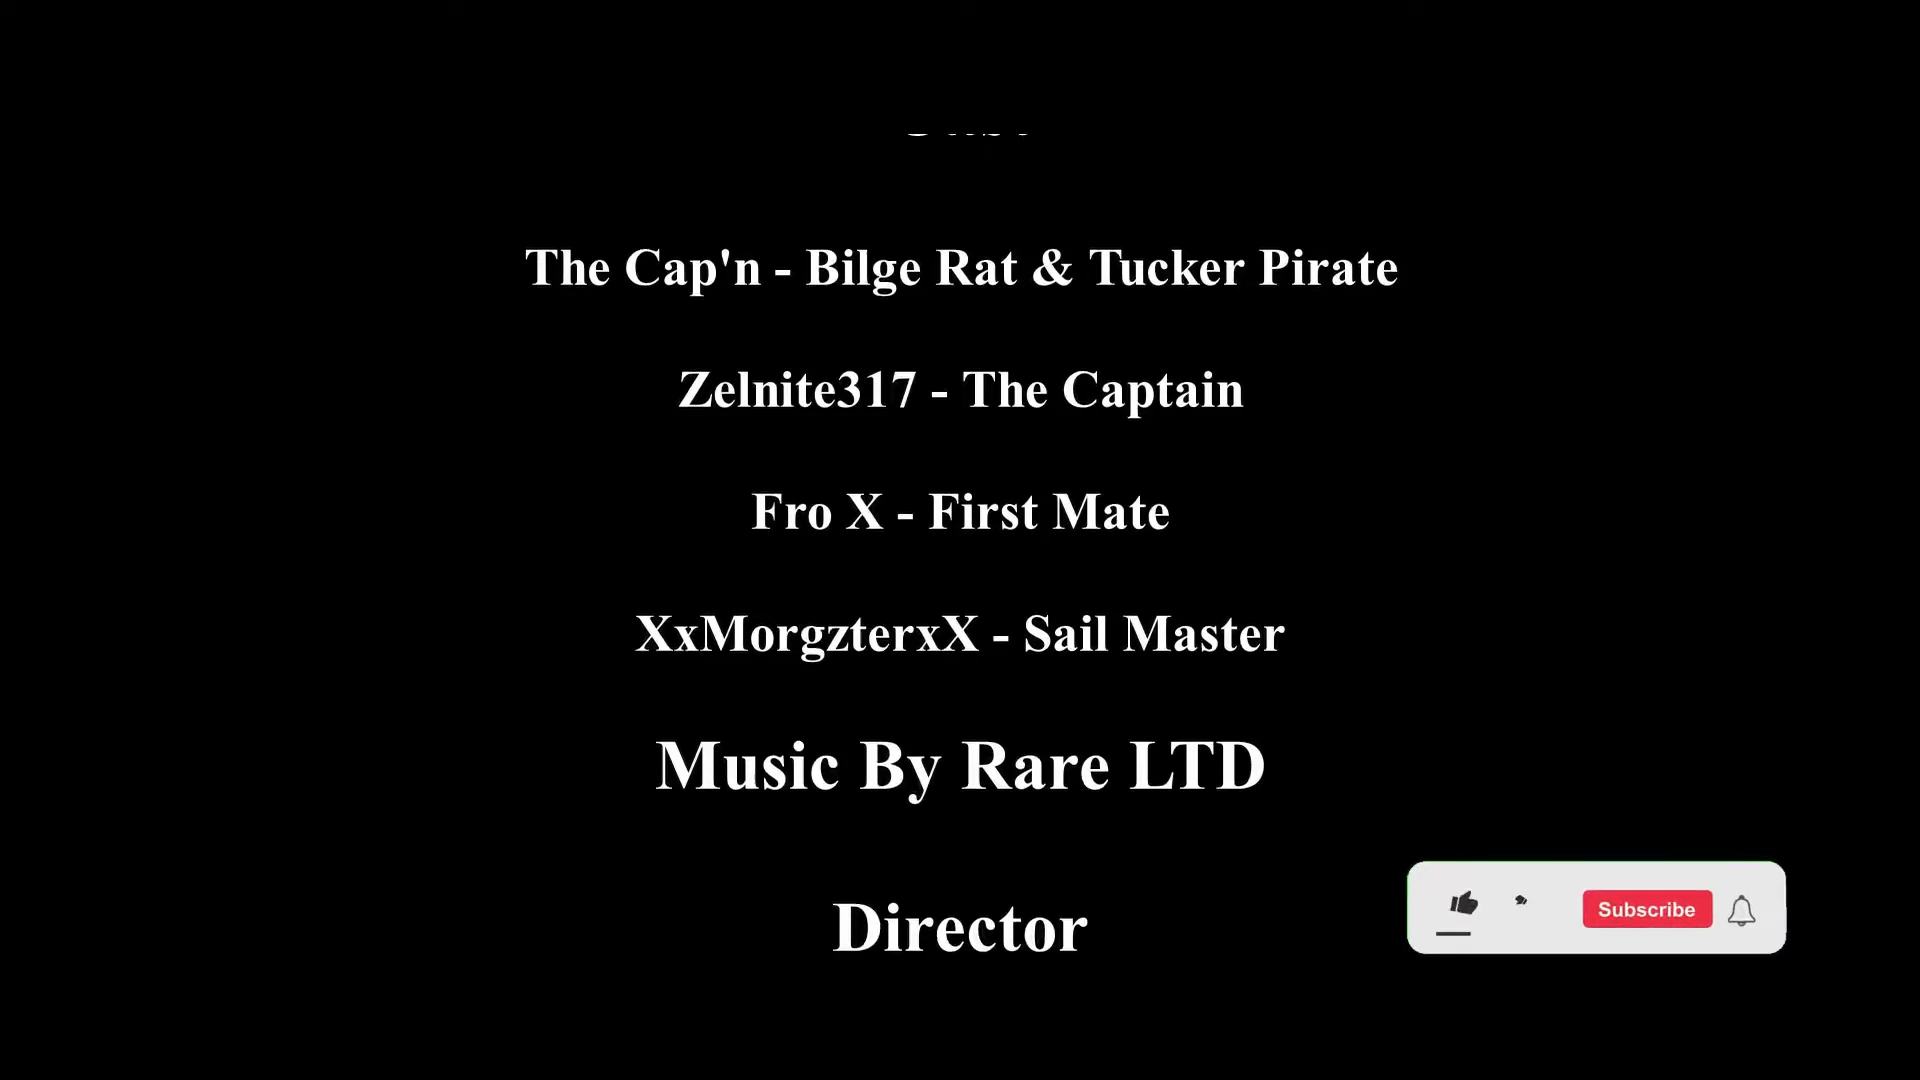 The Cap'n - Bilge Rat & Tucker Pirate
Zelnite317 - The Captain
Fro X - First Mate
XxMorgzterxX - Sail Master
Music By Rare LTD
Director
Subscribe